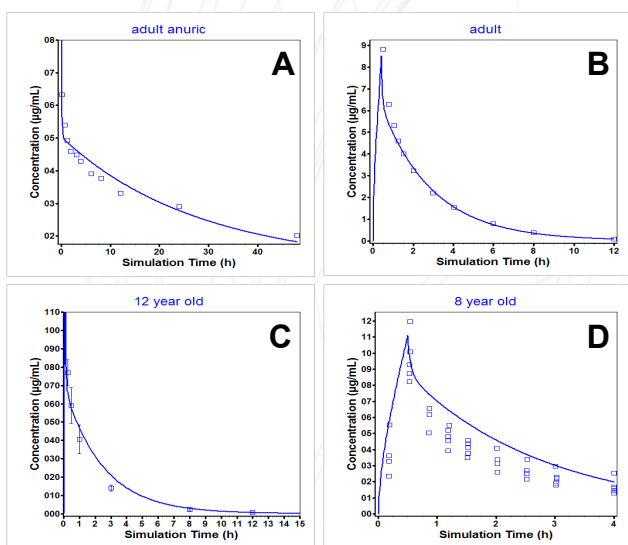 adult anuric
A
Concentration (µg/mL)
08
07
06
05
04
03
02
0 10 20 30 40
Simulation Time (h)
adult
B
Concentration (µg/mL)
9
8
7
6
5
4
3
2
1
0
0 2 4 6 8 10 12
Simulation Time (h)
12 year old
C
Concentration (µg/mL)
110
100
090
080
070
060
050
040
030
020
010
000
0 1 2 3 4 5 6 7 8 9 10 11 12 13 14 15
Simulation Time (h)
8 year old
D
Concentration (µg/mL)
12
11
10
09
08
07
06
05
04
03
02
01
00
0 1 2 3 4
Simulation Time (h)